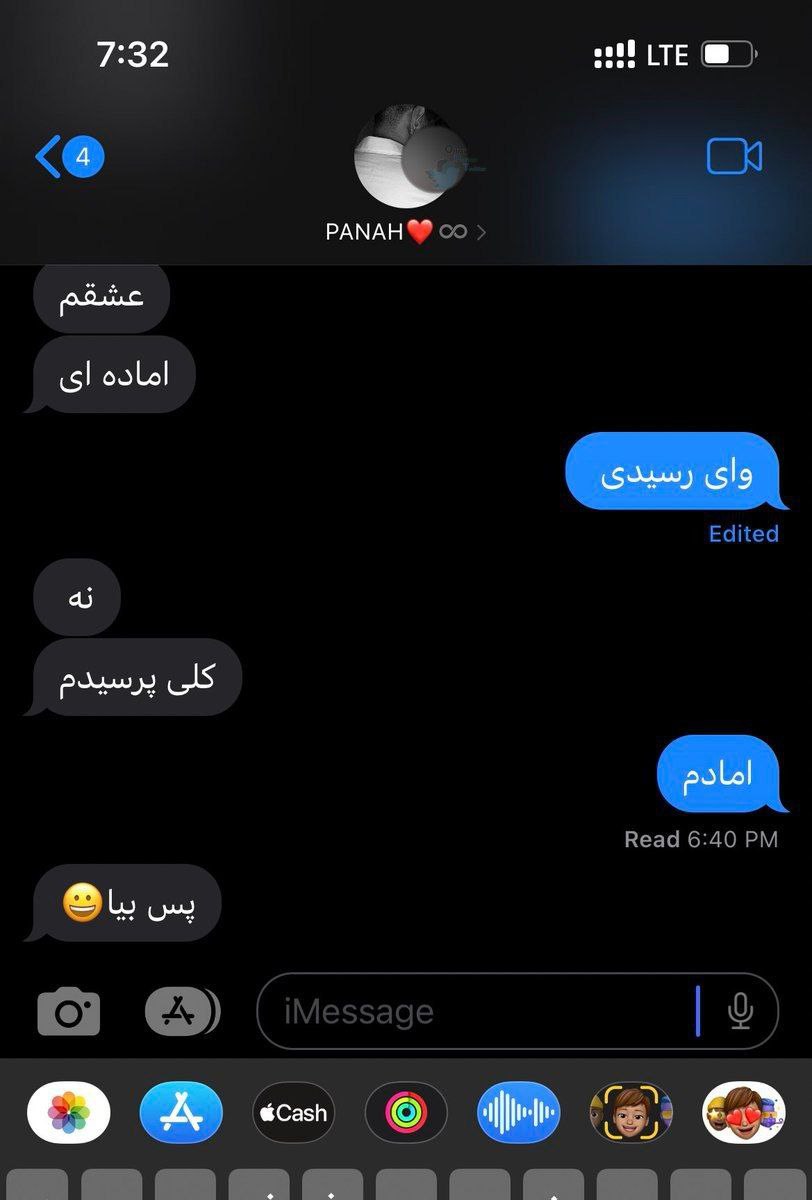 7:32
LTE
4
PANAH❤️∞
عشقم
اماده ای
وای رسیدی
Edited
نه
کلی پرسیدم
امادم
Read 6:40 PM
پس بیا😀
iMessage
Cash